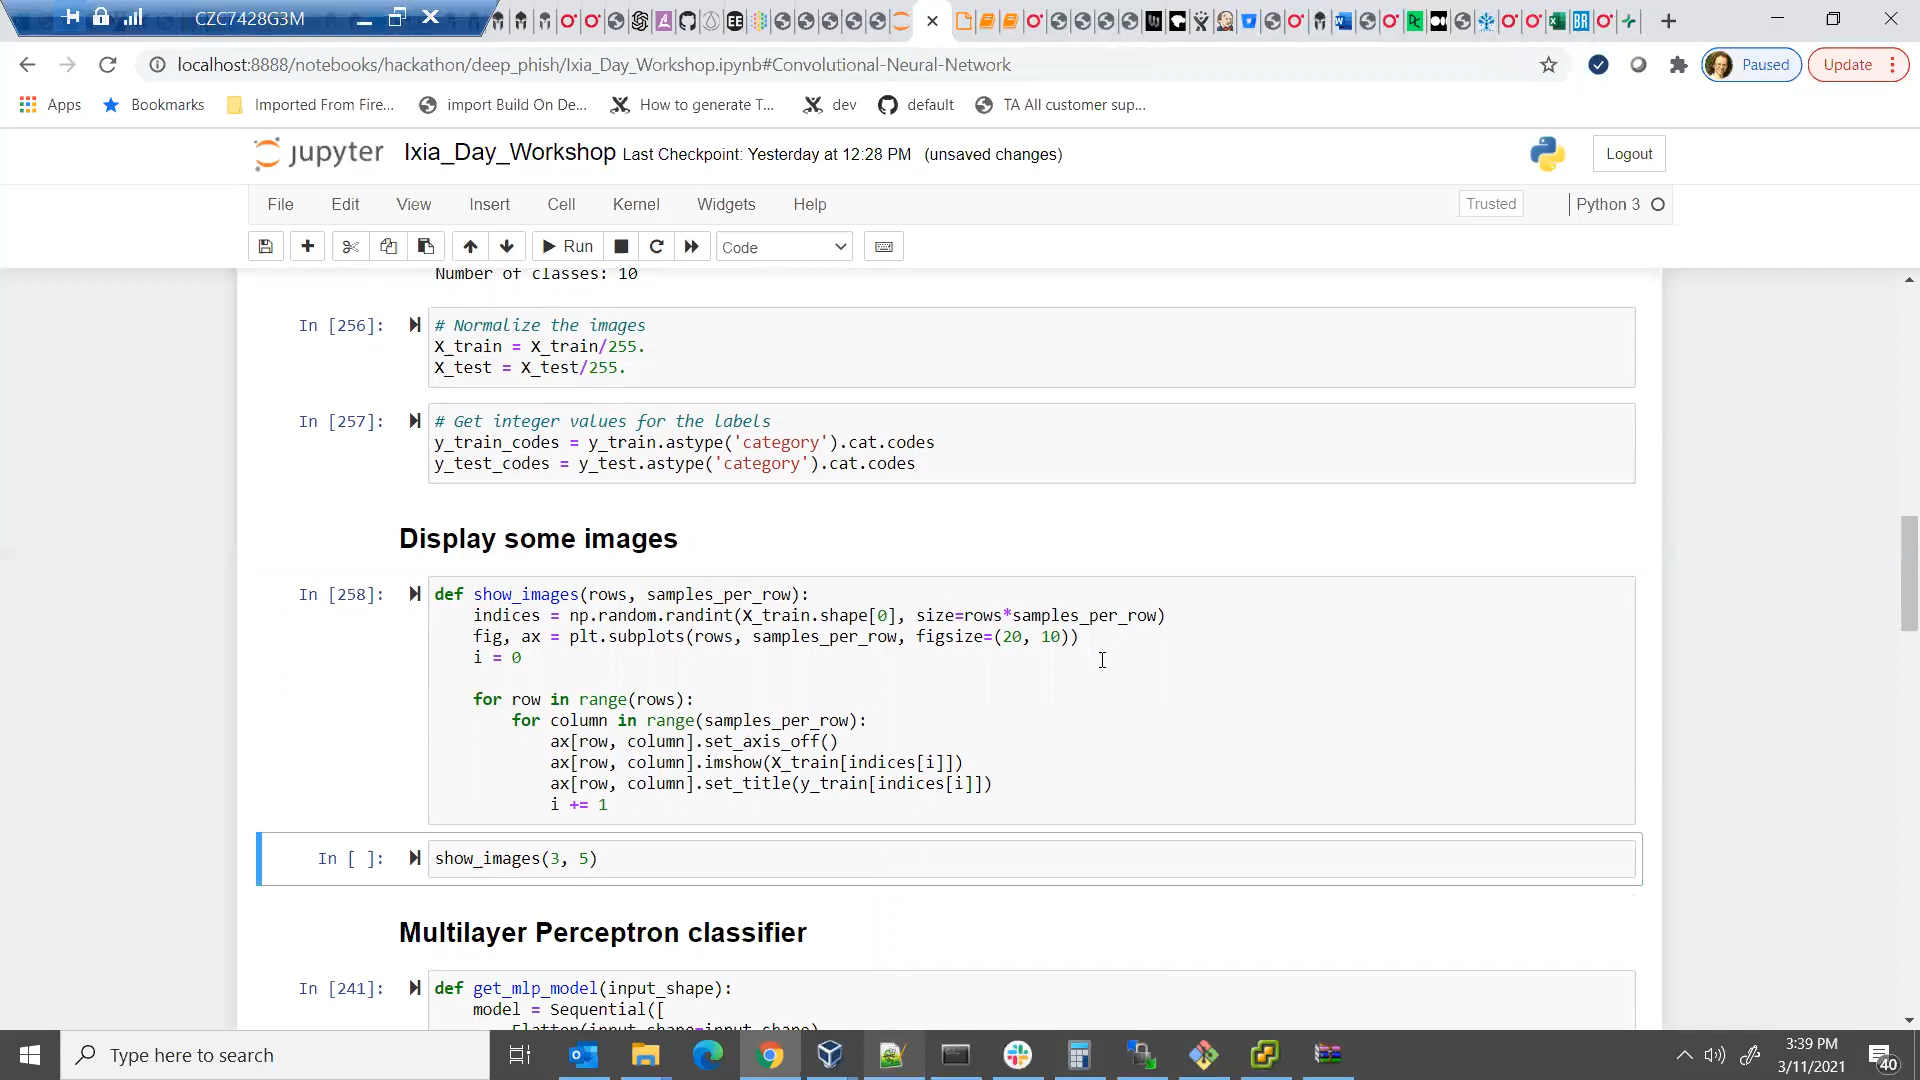 CZC7428G3M
localhost:8888/notebooks/hackathon/deep_phish/Ixia_Day_Workshop.ipynb#Convolutional-Neural-Network
Paused
Update
Apps
Bookmarks
Imported From Fire...
import Build On De...
How to generate T...
dev
default
TA All customer sup...
jupyter
Ixia_Day_Workshop
Last Checkpoint: Yesterday at 12:28 PM (unsaved changes)
Logout
File
Edit
View
Insert
Cell
Kernel
Widgets
Help
Trusted
Python 3
Run
Code
Number of classes: 10
In [256]:
# Normalize the images
X_train = X_train/255.
X_test = X_test/255.
In [257]:
# Get integer values for the labels
y_train_codes = y_train.astype('category').cat.codes
y_test_codes = y_test.astype('category').cat.codes
Display some images
In [258]:
def show_images(rows, samples_per_row):
indices = np.random.randint(X_train.shape[0], size=rows*samples_per_row)
fig, ax = plt.subplots(rows, samples_per_row, figsize=(20, 10))
i = 0
for row in range(rows):
for column in range(samples_per_row):
ax[row, column].set_axis_off()
ax[row, column].imshow(X_train[indices[i]])
ax[row, column].set_title(y_train[indices[i]])
i += 1
In [ ]:
show_images(3, 5)
Multilayer Perceptron classifier
In [241]:
def get_mlp_model(input_shape):
model = Sequential([
Flatten(input_shape=input_shape)
Type here to search
3:39 PM
3/11/2021
40